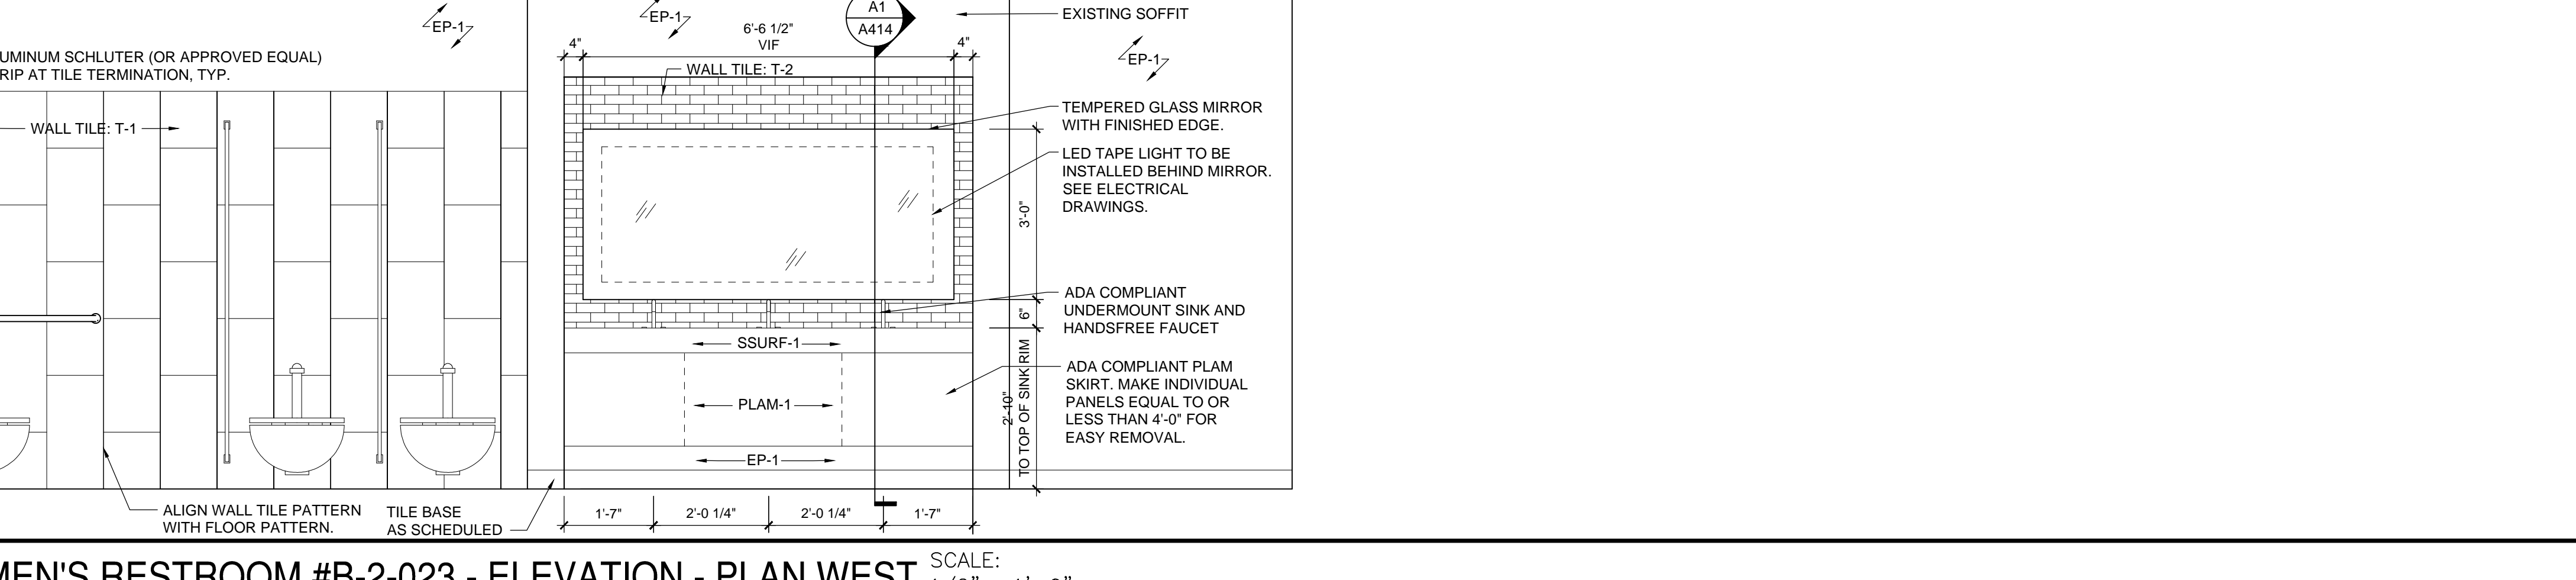 EP-1
EP-1
A1
A414
EXISTING SOFFIT
6'-6 1/2"
VIF
4"
4"
EP-1
UMINUM SCHLUTER (OR APPROVED EQUAL)
RIP AT TILE TERMINATION, TYP.
WALL TILE: T-2
WALL TILE: T-1
TEMPERED GLASS MIRROR
WITH FINISHED EDGE.
LED TAPE LIGHT TO BE
INSTALLED BEHIND MIRROR.
SEE ELECTRICAL
DRAWINGS.
3'-0"
ADA COMPLIANT
UNDERMOUNT SINK AND
HANDSFREE FAUCET
6"
SSURF-1
ADA COMPLIANT PLAM
SKIRT. MAKE INDIVIDUAL
PANELS EQUAL TO OR
LESS THAN 4'-0" FOR
EASY REMOVAL.
2'-10"
TO TOP OF SINK RIM
PLAM-1
EP-1
ALIGN WALL TILE PATTERN
WITH FLOOR PATTERN.
TILE BASE
AS SCHEDULED
1'-7"
2'-0 1/4"
2'-0 1/4"
1'-7"
MEN'S RESTROOM #B-2-023 - ELEVATION - PLAN WEST
SCALE: